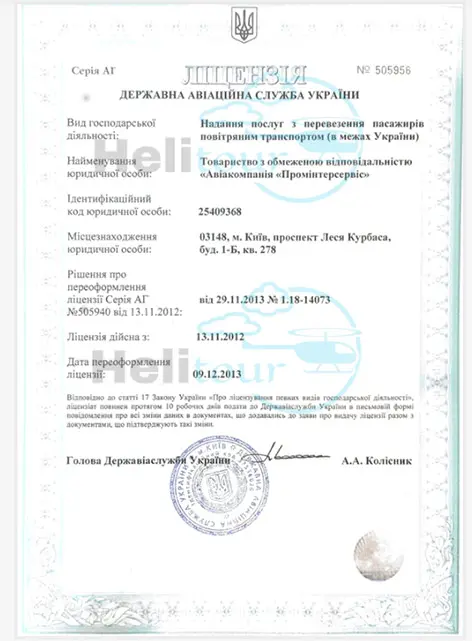 Серія АГ
ЛІЦЕНЗІЯ
№ 505956
ДЕРЖАВНА АВІАЦІЙНА СЛУЖБА УКРАЇНИ
Вид господарської
діяльності:
Надання послуг з перевезення пасажирів
повітряним транспортом (в межах України)
Найменування
юридичної особи:
Товариство з обмеженою відповідальністю
«Авіакомпанія «Промінтерсервіс»
Helitour
Ідентифікаційний
код юридичної особи:
25409368
Місцезнаходження
юридичної особи:
03148, м. Київ, проспект Леся Курбаса,
буд. 1-Б, кв. 278
Рішення про
переоформлення
ліцензії Серія АГ
№505940 від 13.11.2012:
від 29.11.2013 № 1.18-14073
Ліцензія дійсна з:
13.11.2012
Helitour
Дата переоформлення
ліцензії:
09.12.2013
Відповідно до статті 17 Закону України «Про ліцензування певних видів господарської діяльності»,
ліцензіат повинен протягом 10 робочих днів подати до Державіаслужби України в письмовій формі
повідомлення про всі зміни даних в документах, що додавались до заяви про видачу ліцензії разом з
документами, що підтверджують такі зміни.
Голова Державіаслужби України
А.А. Колісник